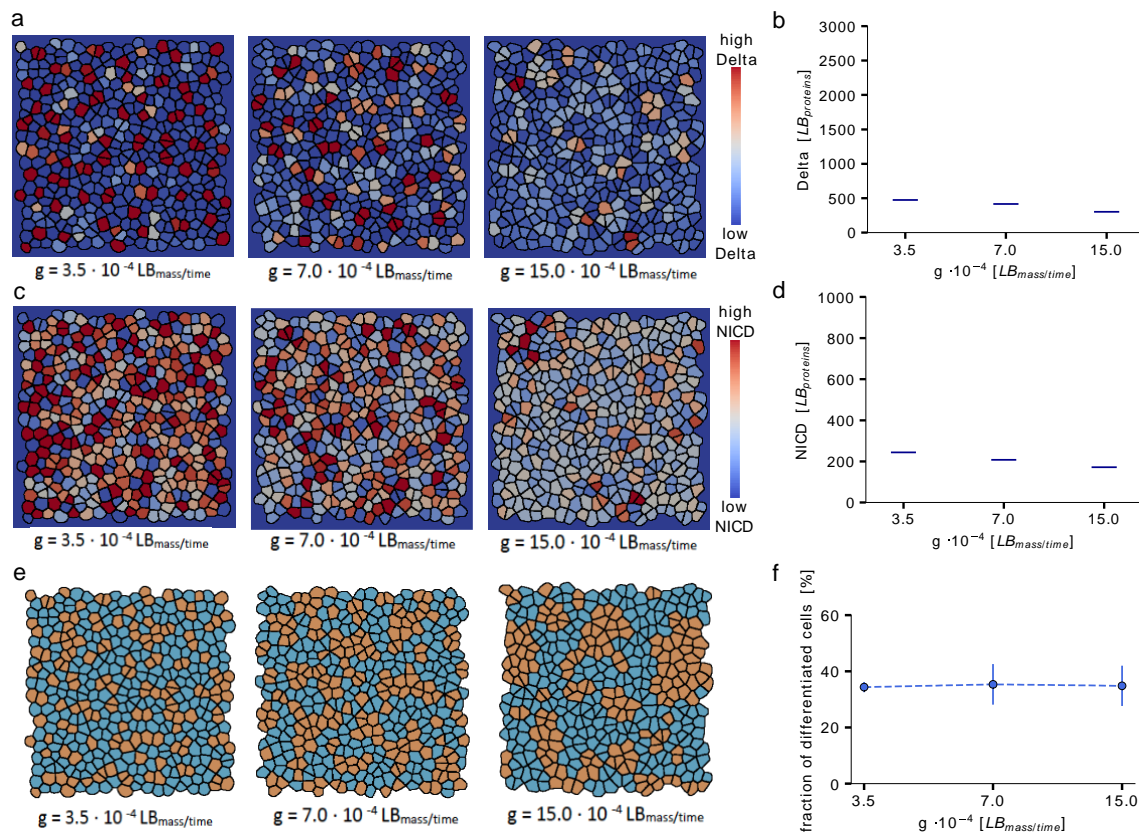 a
high
Delta
low
Delta
g = 3.5 · 10⁻⁴ LBmass/time
g = 7.0 · 10⁻⁴ LBmass/time
g = 15.0 · 10⁻⁴ LBmass/time
b
Delta [LBproteins]
3000
2500
2000
1500
1000
500
0
3.5
7.0
15.0
g ·10⁻⁴ [LBmass/time]
c
high
NICD
low
NICD
g = 3.5 · 10⁻⁴ LBmass/time
g = 7.0 · 10⁻⁴ LBmass/time
g = 15.0 · 10⁻⁴ LBmass/time
d
NICD [LBproteins]
1000
800
600
400
200
0
3.5
7.0
15.0
g ·10⁻⁴ [LBmass/time]
e
g = 3.5 · 10⁻⁴ LBmass/time
g = 7.0 · 10⁻⁴ LBmass/time
g = 15.0 · 10⁻⁴ LBmass/time
f
fraction of differentiated cells [%]
60
40
20
0
3.5
7.0
15.0
g ·10⁻⁴ [LBmass/time]